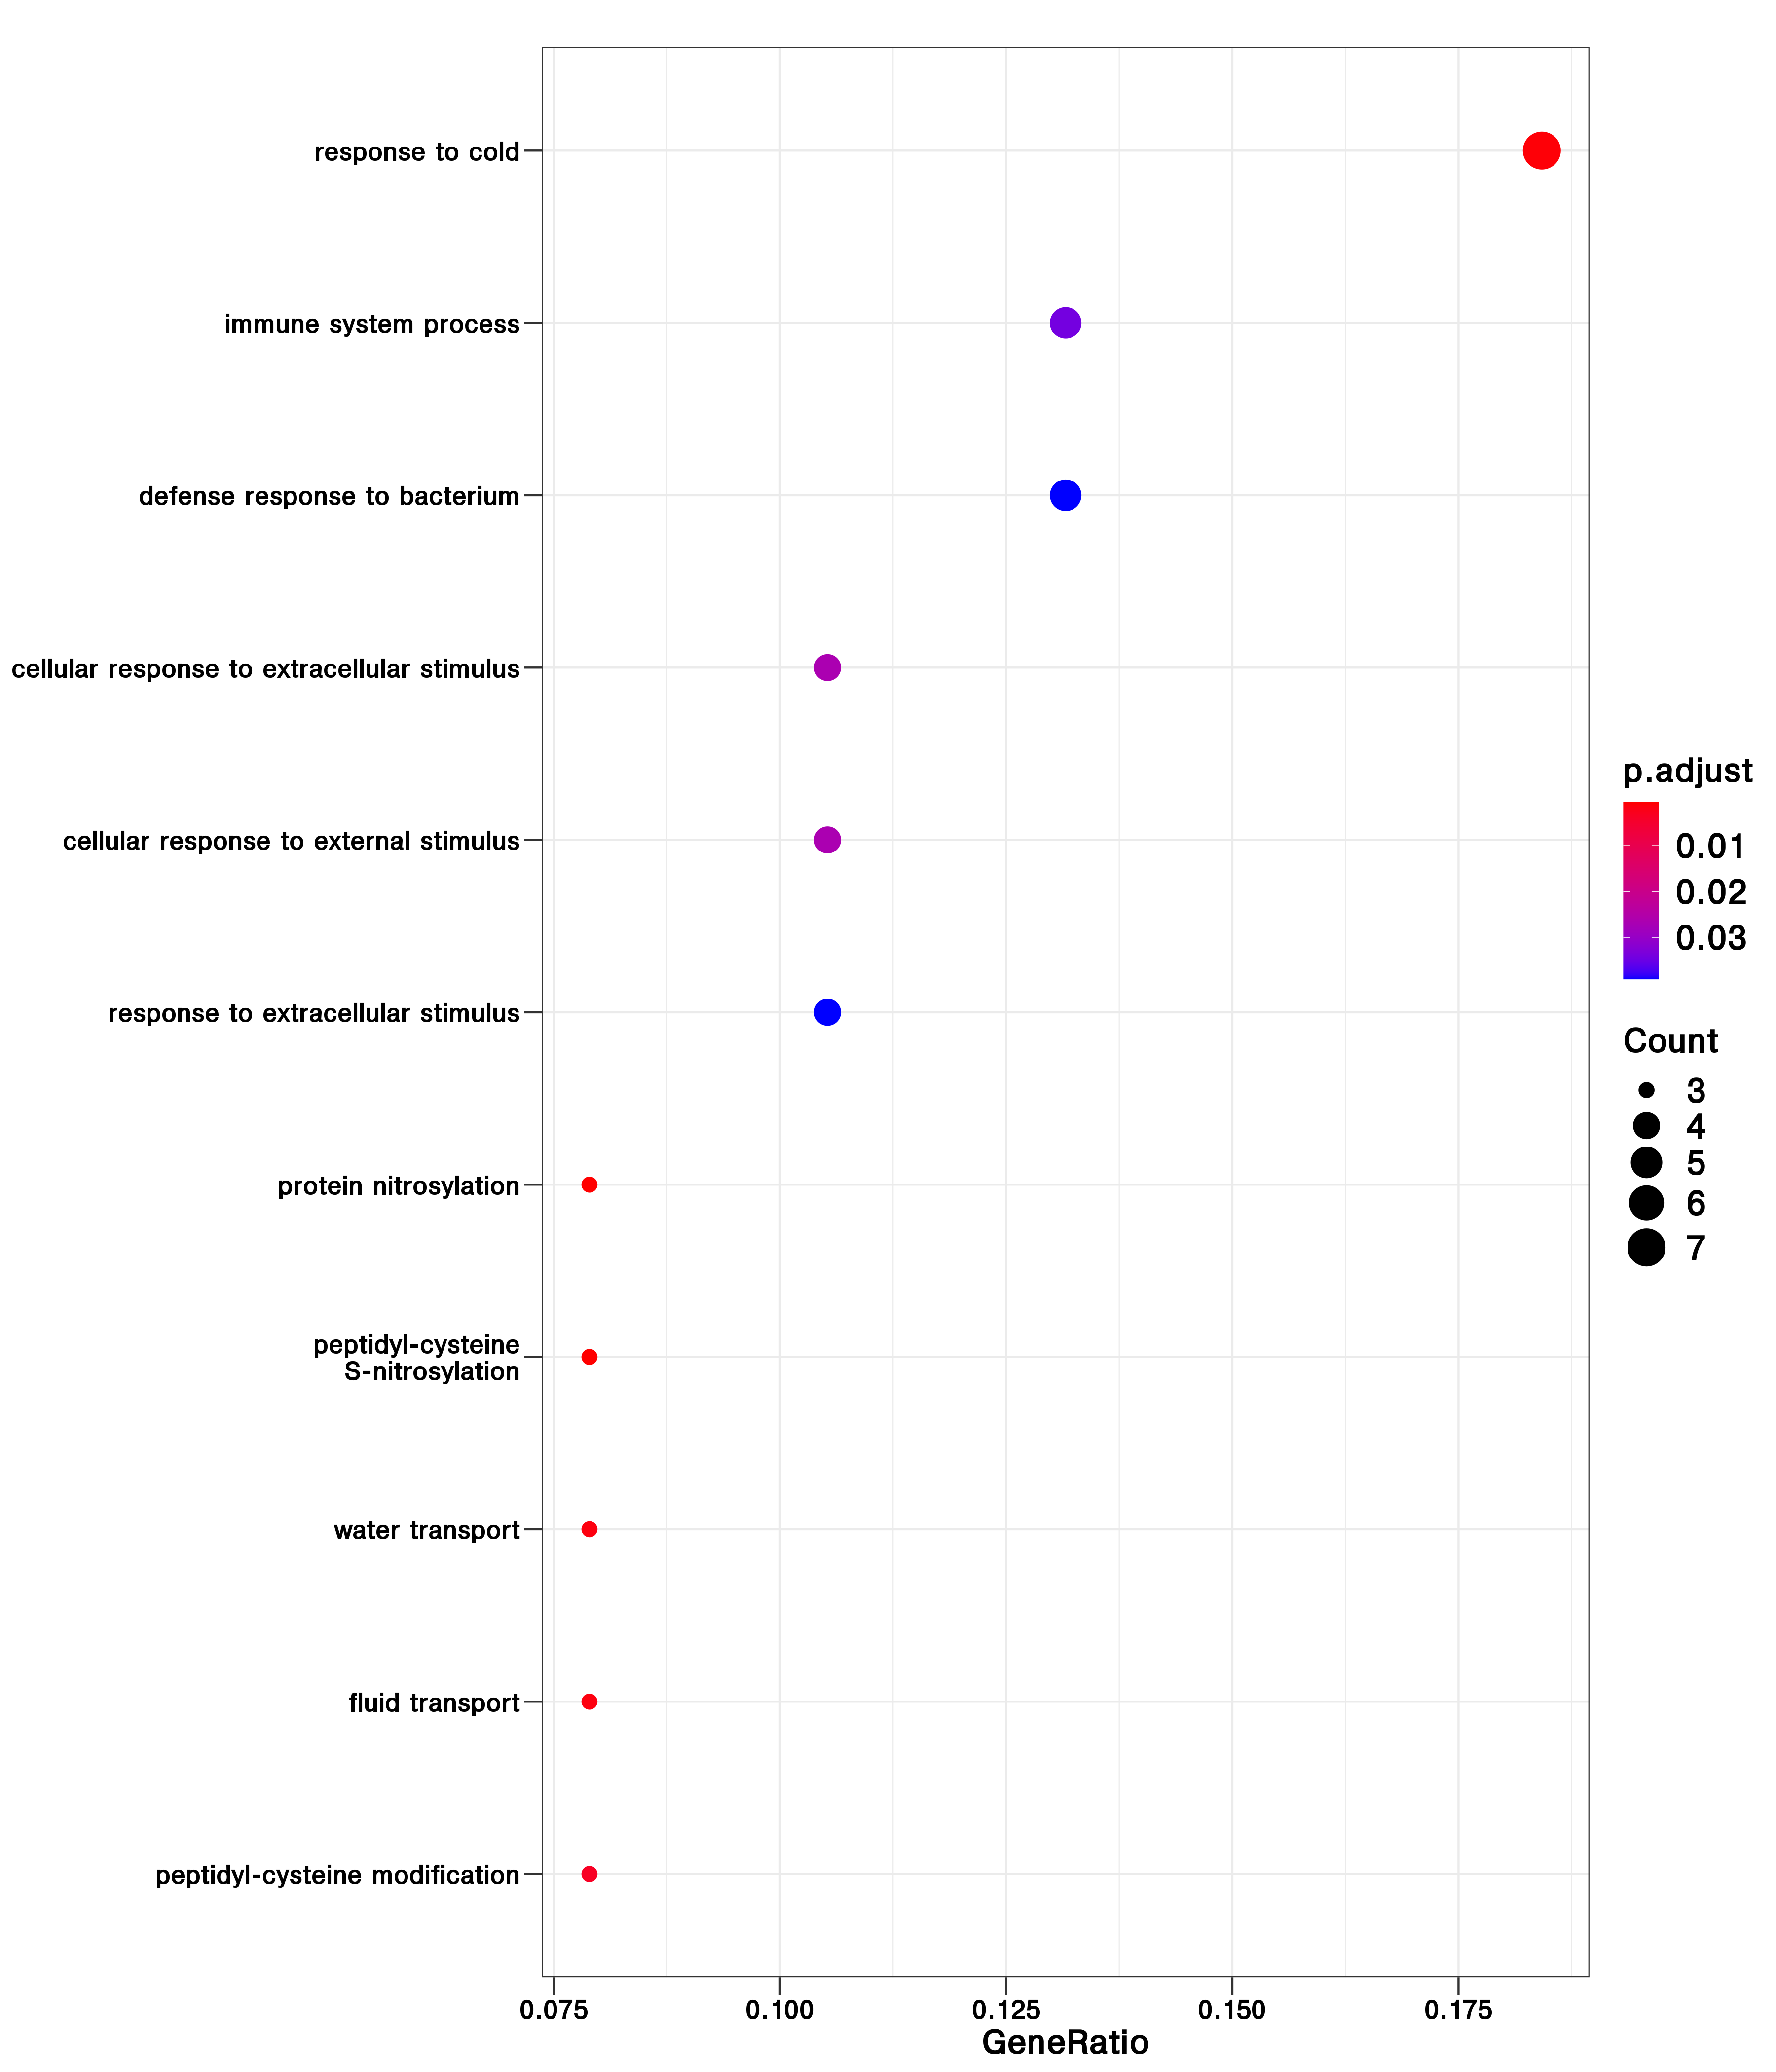 response to cold
immune system process
defense response to bacterium
cellular response to extracellular stimulus
cellular response to external stimulus
response to extracellular stimulus
protein nitrosylation
peptidyl-cysteine
S-nitrosylation
water transport
fluid transport
peptidyl-cysteine modification
0.075 0.100 0.125 0.150 0.175
GeneRatio
p.adjust
0.01
0.02
0.03
Count
3
4
5
6
7